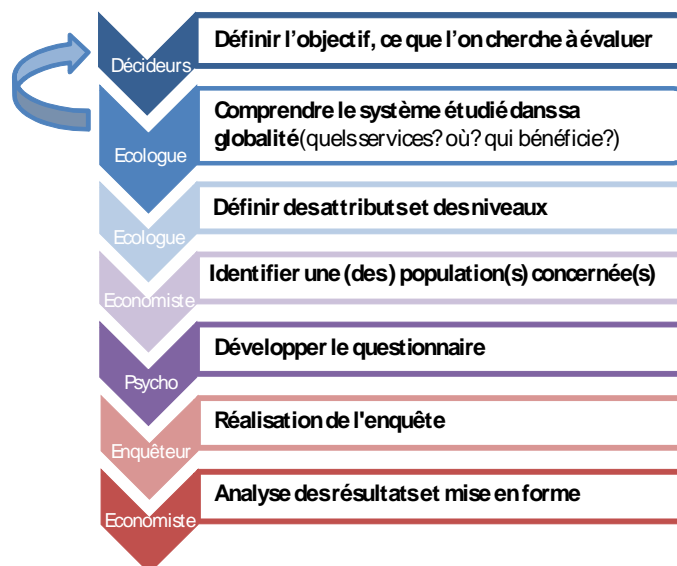 Définir l'objectif, ce que l'on cherche à évaluer
Décideurs
Comprendre le système étudié dans sa
globalité (quels services? où? qui bénéficie?)
Ecologue
Définir des attributs et des niveaux
Ecologue
Identifier une (des) population(s) concernée(s)
Economiste
Développer le questionnaire
Psycho
Réalisation de l'enquête
Enquêteur
Analyse des résultats et mise en forme
Economiste